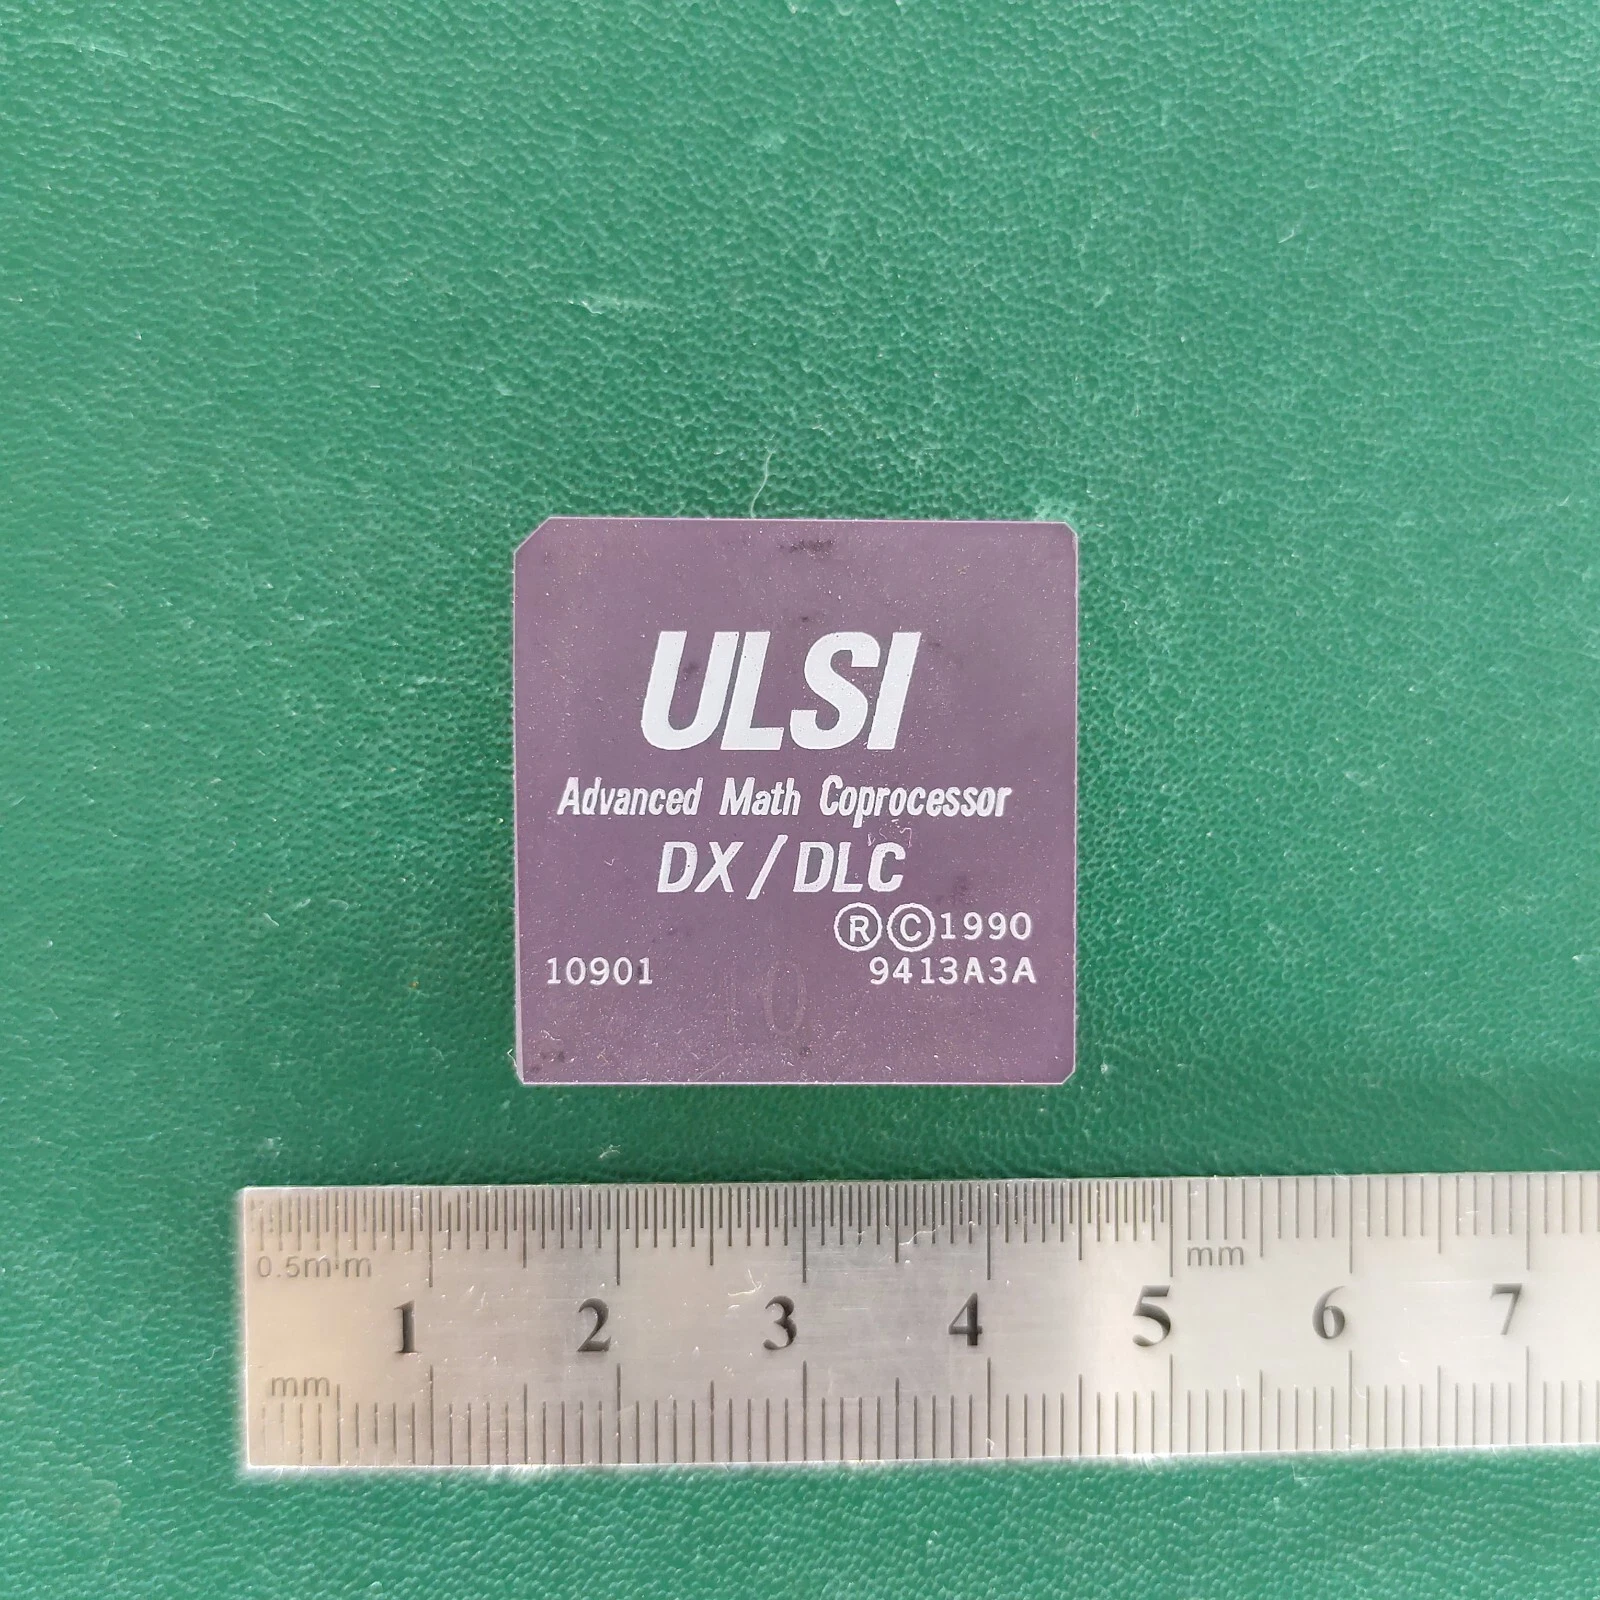 ULSI
Advanced Math Coprocessor
DX/DLC
®©1990
10901 9413A3A
0.5mm mm
1 2 3 4 5 6 7
mm